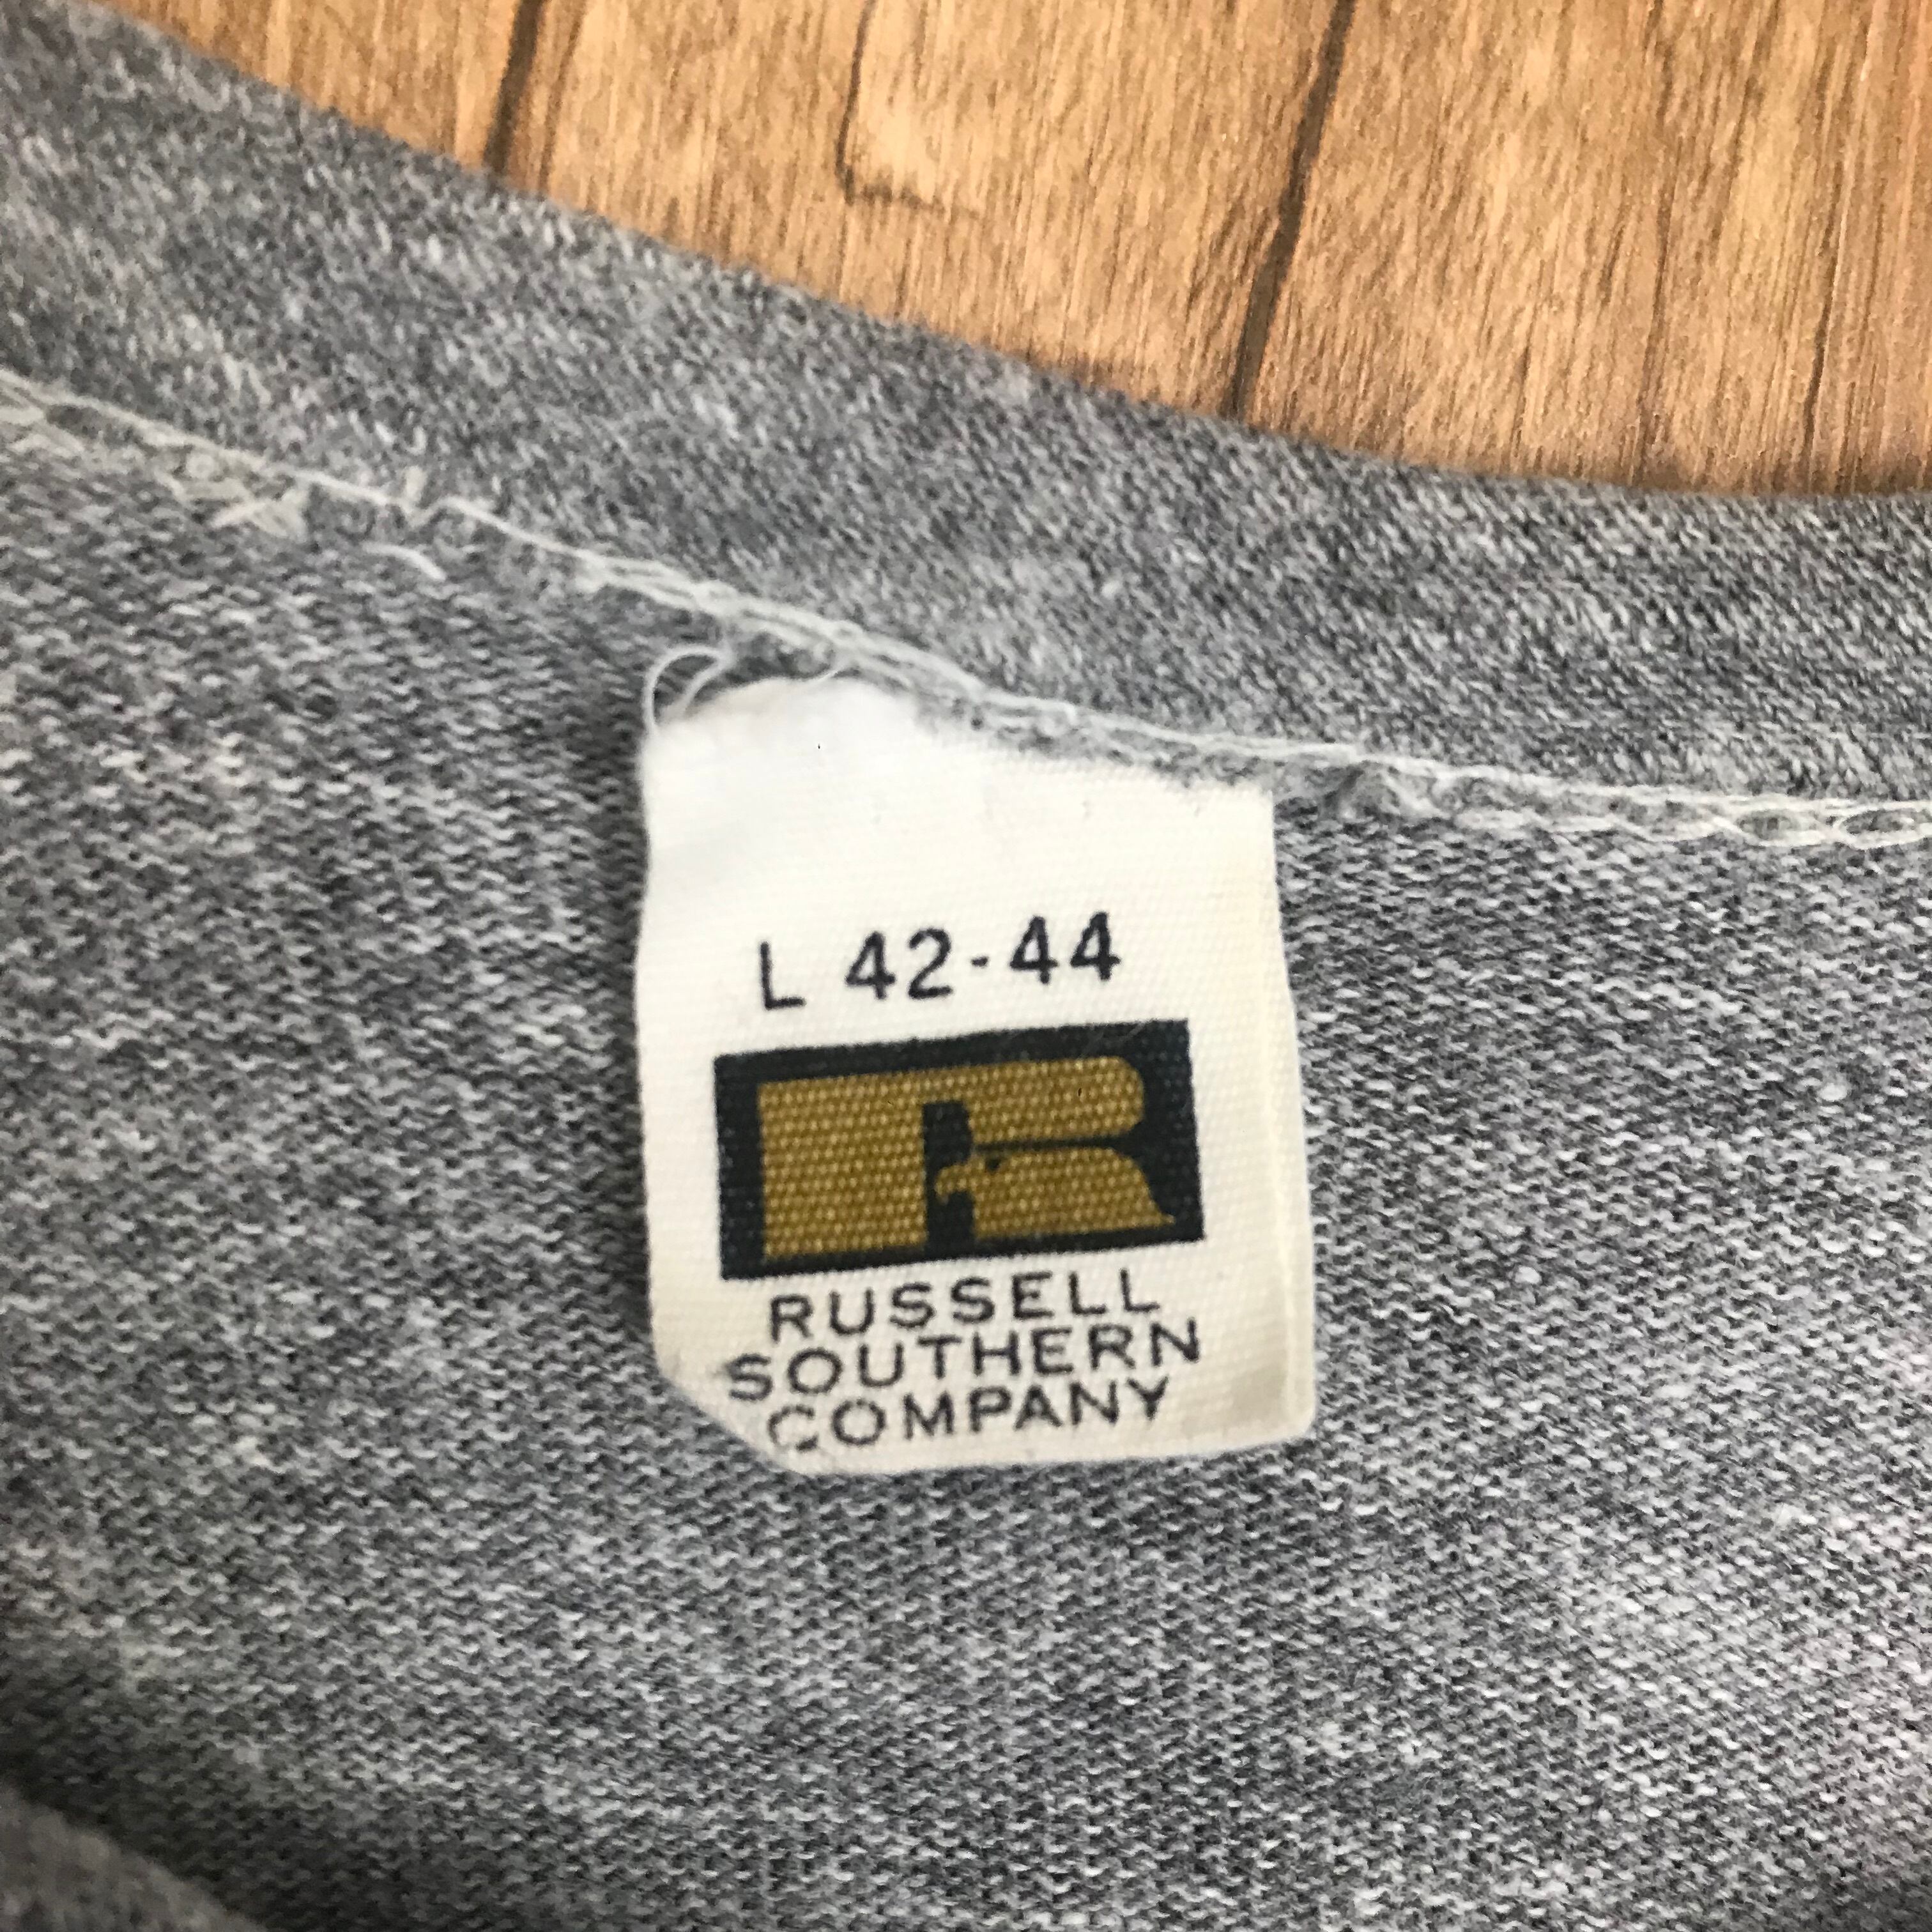 L 42-44
R
RUSSELL
SOUTHERN
COMPANY